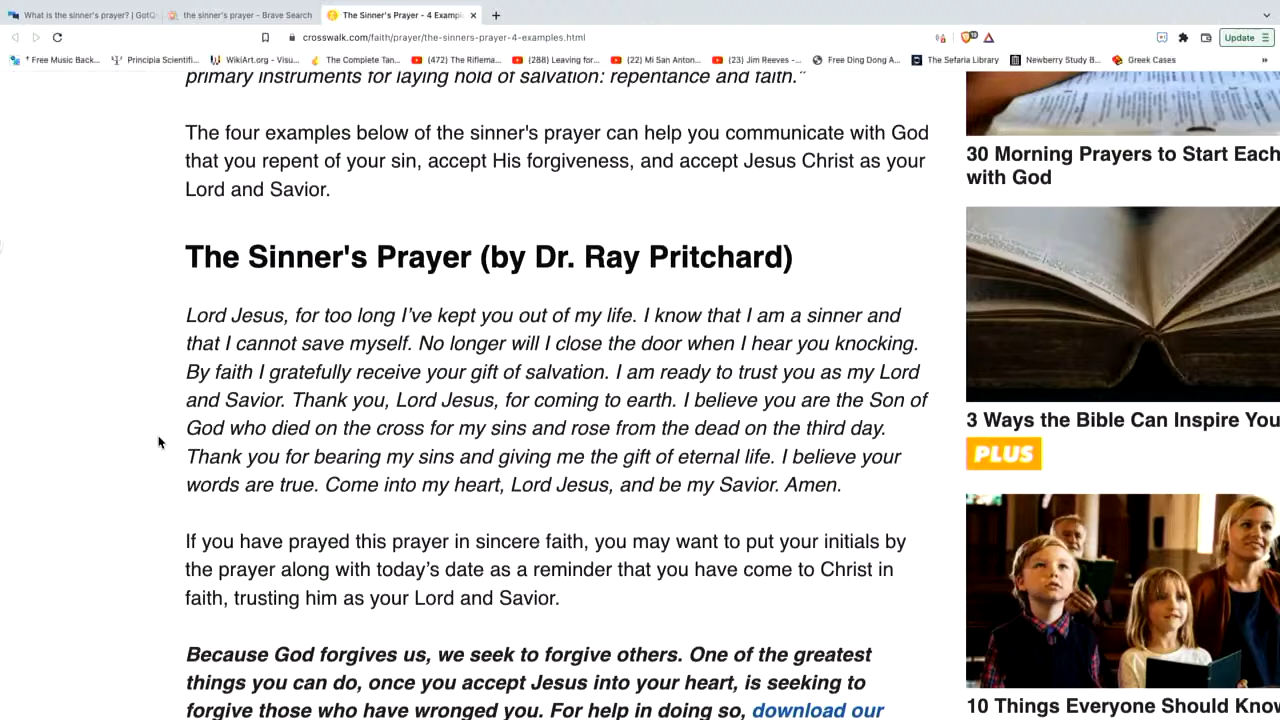 What is the sinner's prayer? | GotQ
the sinner's prayer - Brave Search
The Sinner's Prayer - 4 Exampl
crosswalk.com/faith/prayer/the-sinners-prayer-4-examples.html
Update
* Free Music Back...
Principia Scientifi...
WikiArt.org - Visu...
The Complete Tan...
(472) The Riflema...
(288) Leaving for...
(22) Mi San Anton...
(23) Jim Reeves -...
Free Ding Dong A...
The Sefaria Library
Newberry Study B...
Greek Cases
»
primary instruments for laying hold of salvation: repentance and faith."
The four examples below of the sinner's prayer can help you communicate with God
that you repent of your sin, accept His forgiveness, and accept Jesus Christ as your
Lord and Savior.
The Sinner's Prayer (by Dr. Ray Pritchard)
Lord Jesus, for too long I've kept you out of my life. I know that I am a sinner and
that I cannot save myself. No longer will I close the door when I hear you knocking.
By faith I gratefully receive your gift of salvation. I am ready to trust you as my Lord
and Savior. Thank you, Lord Jesus, for coming to earth. I believe you are the Son of
God who died on the cross for my sins and rose from the dead on the third day.
Thank you for bearing my sins and giving me the gift of eternal life. I believe your
words are true. Come into my heart, Lord Jesus, and be my Savior. Amen.
If you have prayed this prayer in sincere faith, you may want to put your initials by
the prayer along with today's date as a reminder that you have come to Christ in
faith, trusting him as your Lord and Savior.
Because God forgives us, we seek to forgive others. One of the greatest
things you can do, once you accept Jesus into your heart, is seeking to
forgive those who have wronged you. For help in doing so, download our
30 Morning Prayers to Start Each
with God
3 Ways the Bible Can Inspire You
PLUS
10 Things Everyone Should Know